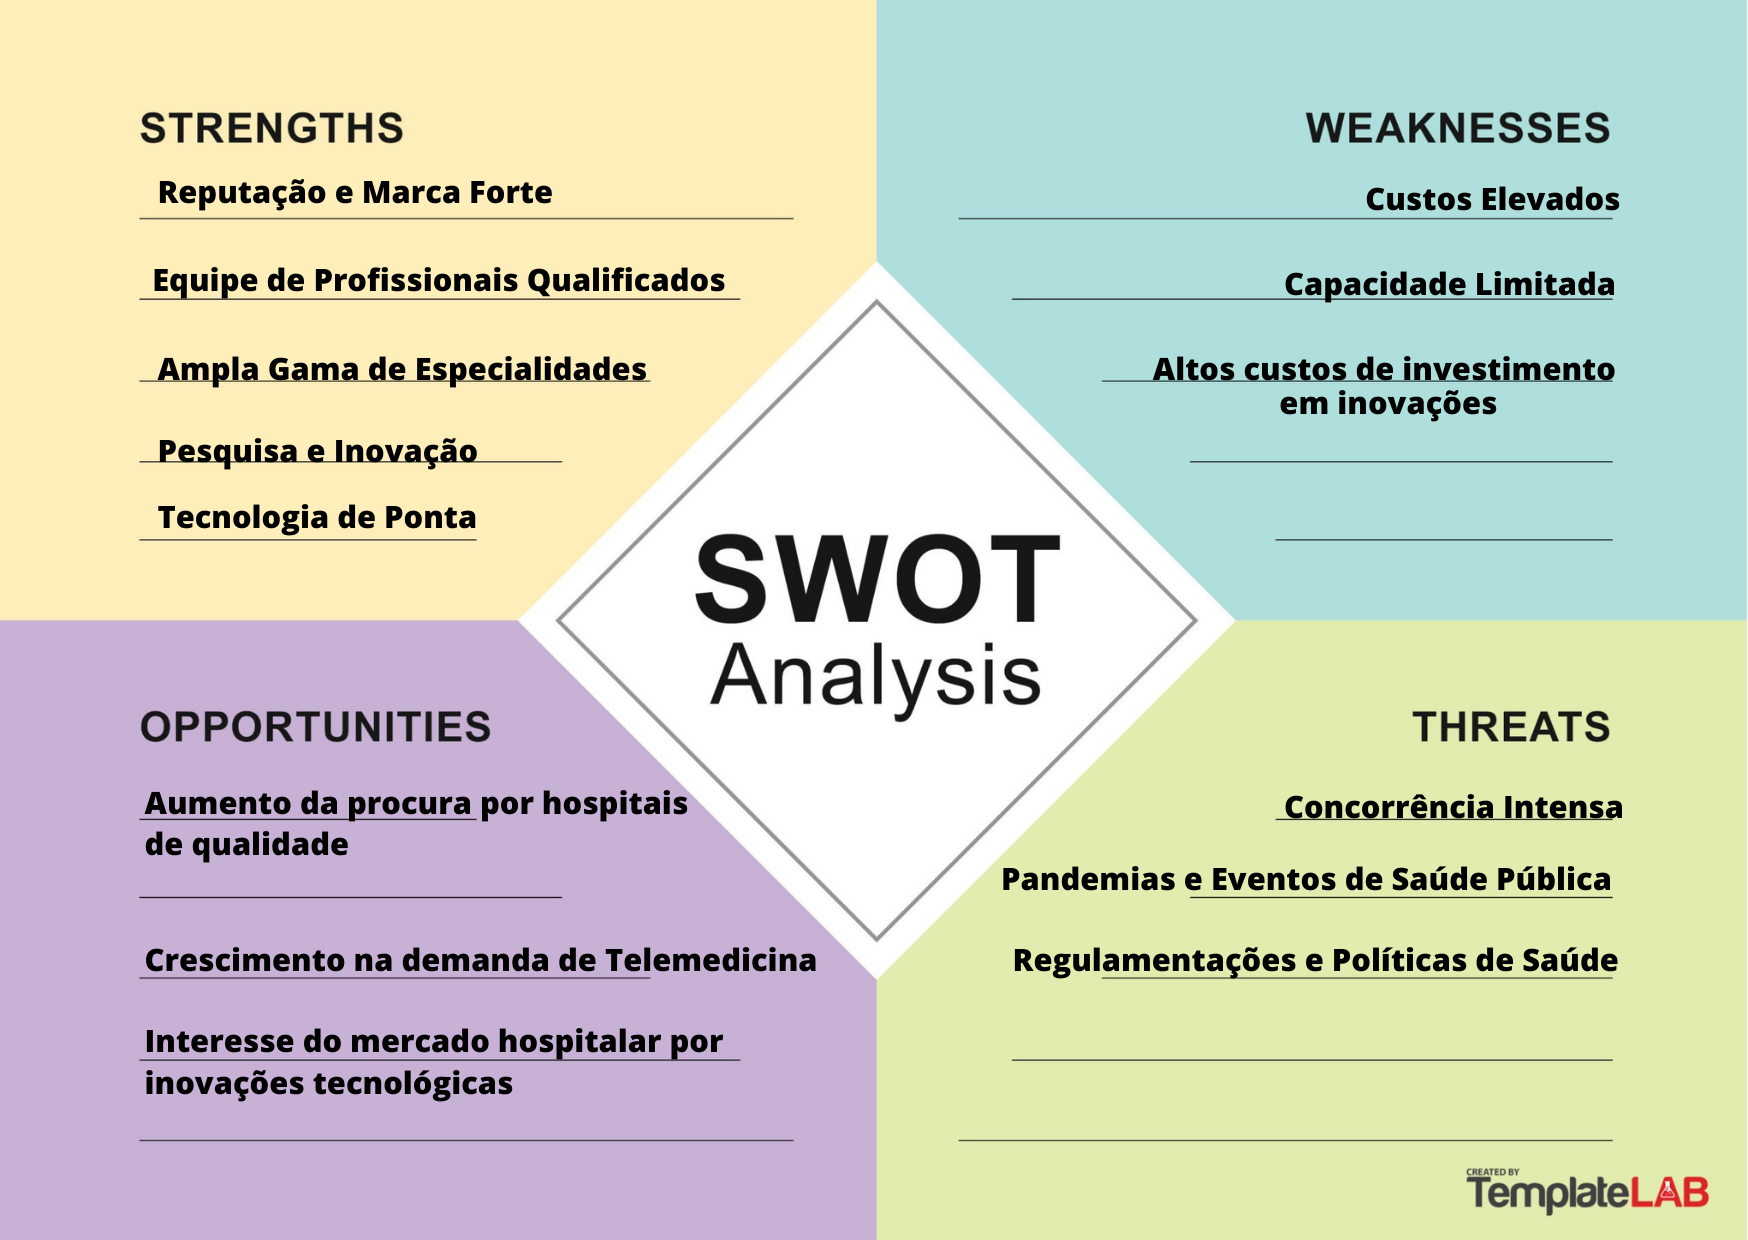 STRENGTHS
Reputação e Marca Forte
Equipe de Profissionais Qualificados
Ampla Gama de Especialidades
Pesquisa e Inovação
Tecnologia de Ponta
WEAKNESSES
Custos Elevados
Capacidade Limitada
Altos custos de investimento
em inovações
SWOT
Analysis
OPPORTUNITIES
Aumento da procura por hospitais
de qualidade
Crescimento na demanda de Telemedicina
Interesse do mercado hospitalar por
inovações tecnológicas
THREATS
Concorrência Intensa
Pandemias e Eventos de Saúde Pública
Regulamentações e Políticas de Saúde
CREATED BY
TemplateLAB